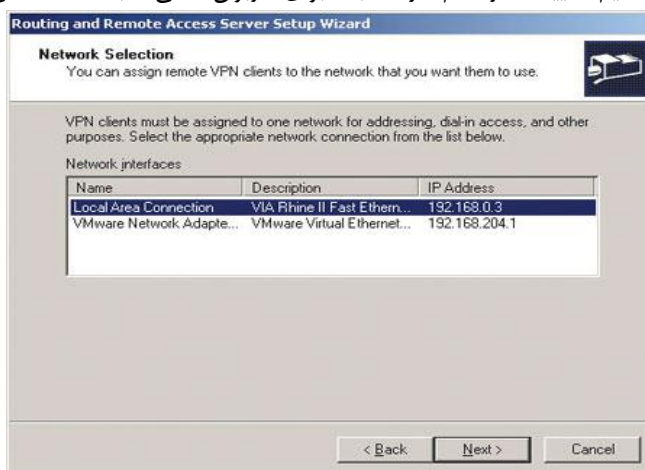 Routing and Remote Access Server Setup Wizard
Network Selection
You can assign remote VPN clients to the network that you want them to use.
VPN clients must be assigned to one network for addressing, dial-in access, and other
purposes. Select the appropriate network connection from the list below.
Network interfaces
Name Description IP Address
Local Area Connection VIA Rhine II Fast Ethern... 192.168.0.3
VMware Network Adapte... VMware Virtual Ethernet... 192.168.204.1
< Back Next > Cancel